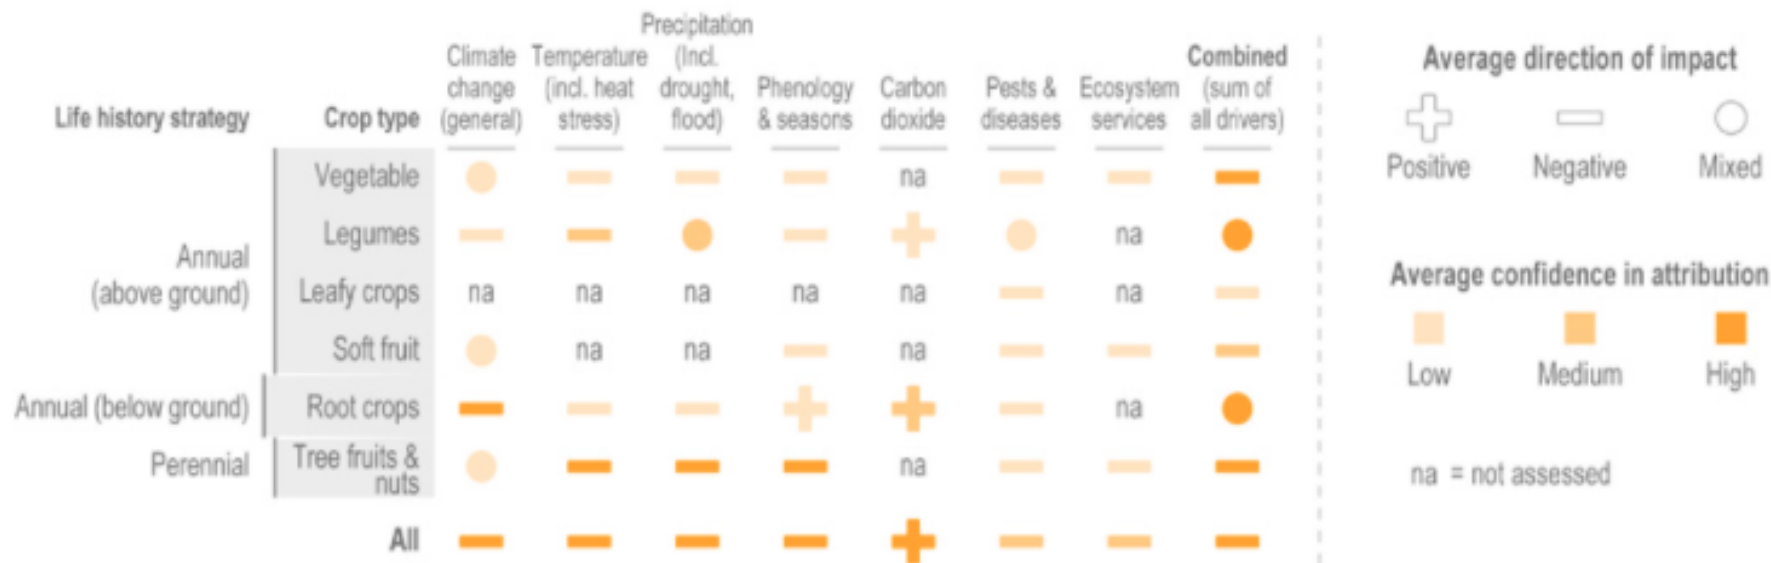 Life history strategy
Crop type
Climate
change
(general)
Temperature
(incl. heat
stress)
Precipitation
(Incl.
drought,
flood)
Phenology
& seasons
Carbon
dioxide
Pests &
diseases
Ecosystem
services
Combined
(sum of
all drivers)
Annual
(above ground)
Vegetable
na
Legumes
na
Leafy crops
na na na na na na
Soft fruit
na na na
Annual (below ground)
Root crops
na
Perennial
Tree fruits &
nuts
na
All
Average direction of impact
Positive Negative Mixed
Average confidence in attribution
Low Medium High
na = not assessed